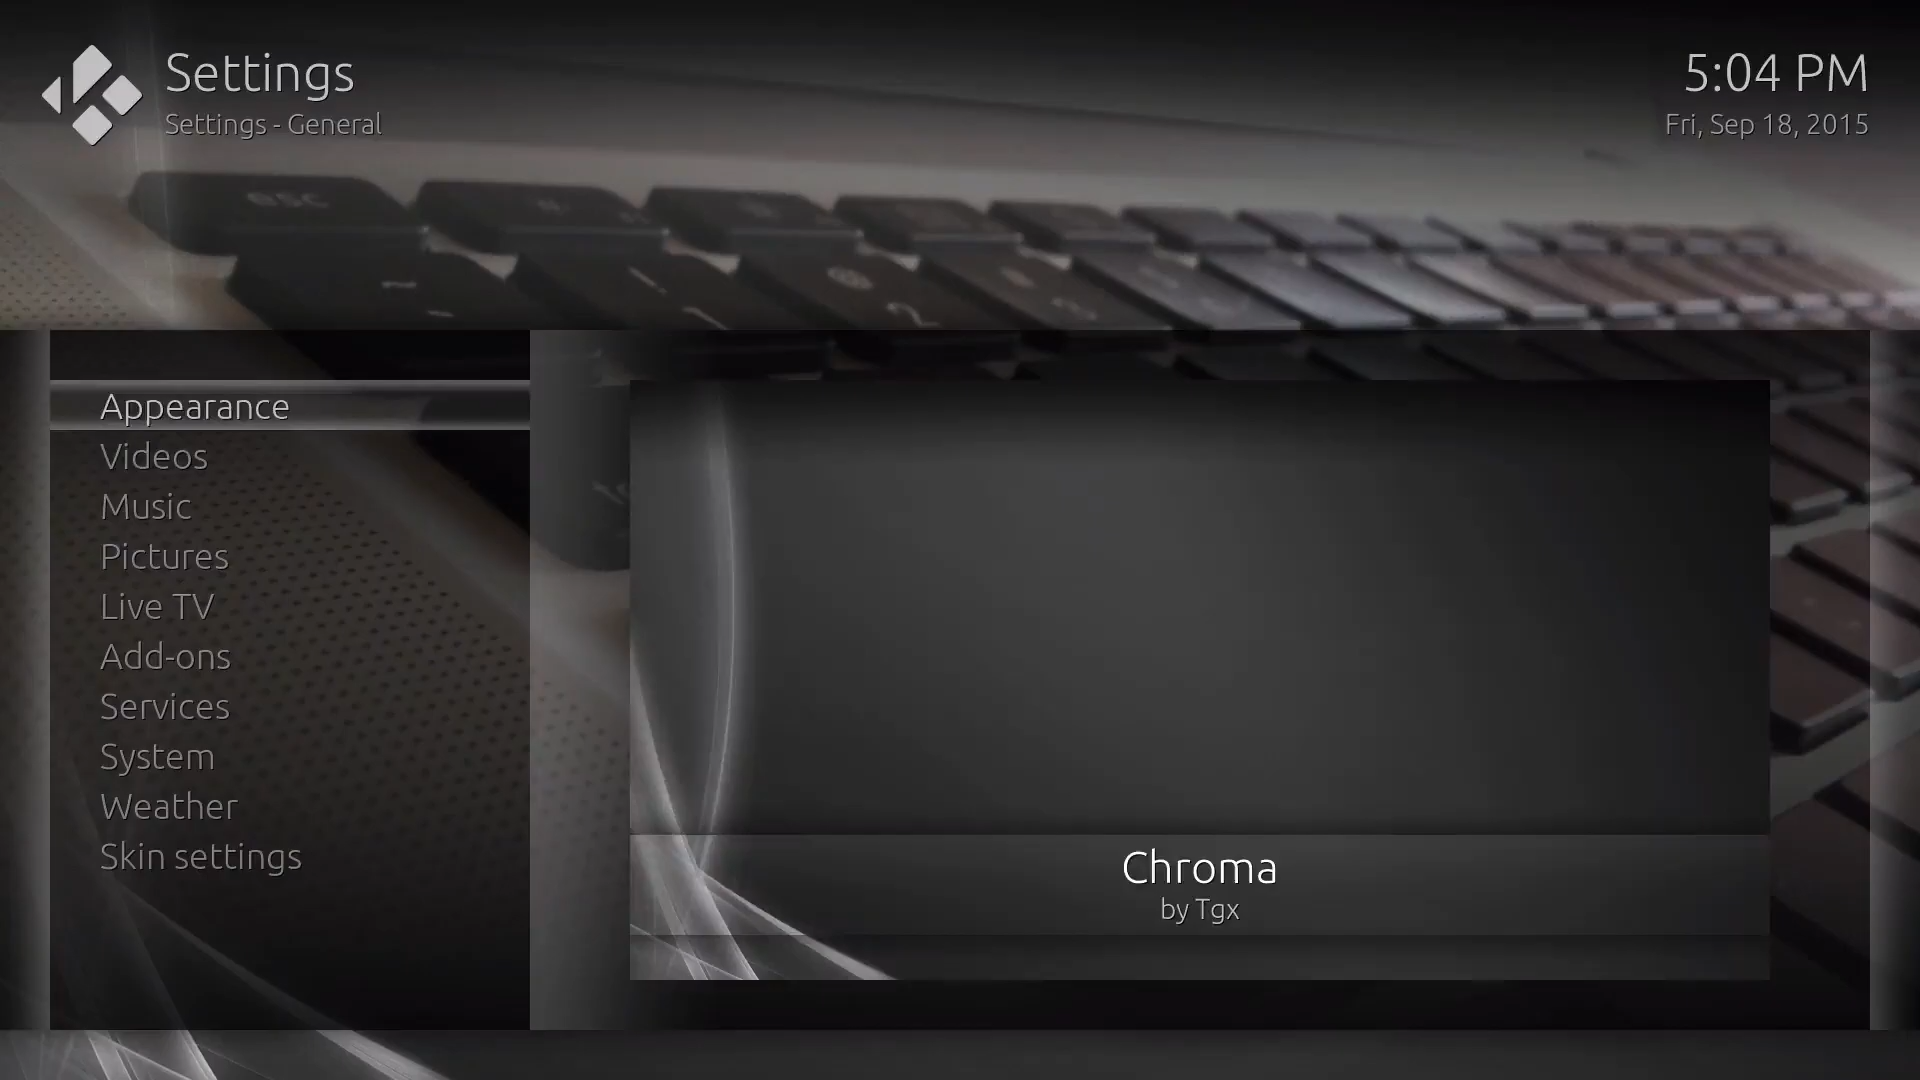 Settings
Settings - General
5:04 PM
Fri, Sep 18, 2015
esc
Appearance
Videos
Music
Pictures
Live TV
Add-ons
Services
System
Weather
Skin settings
Chroma
by Tgx